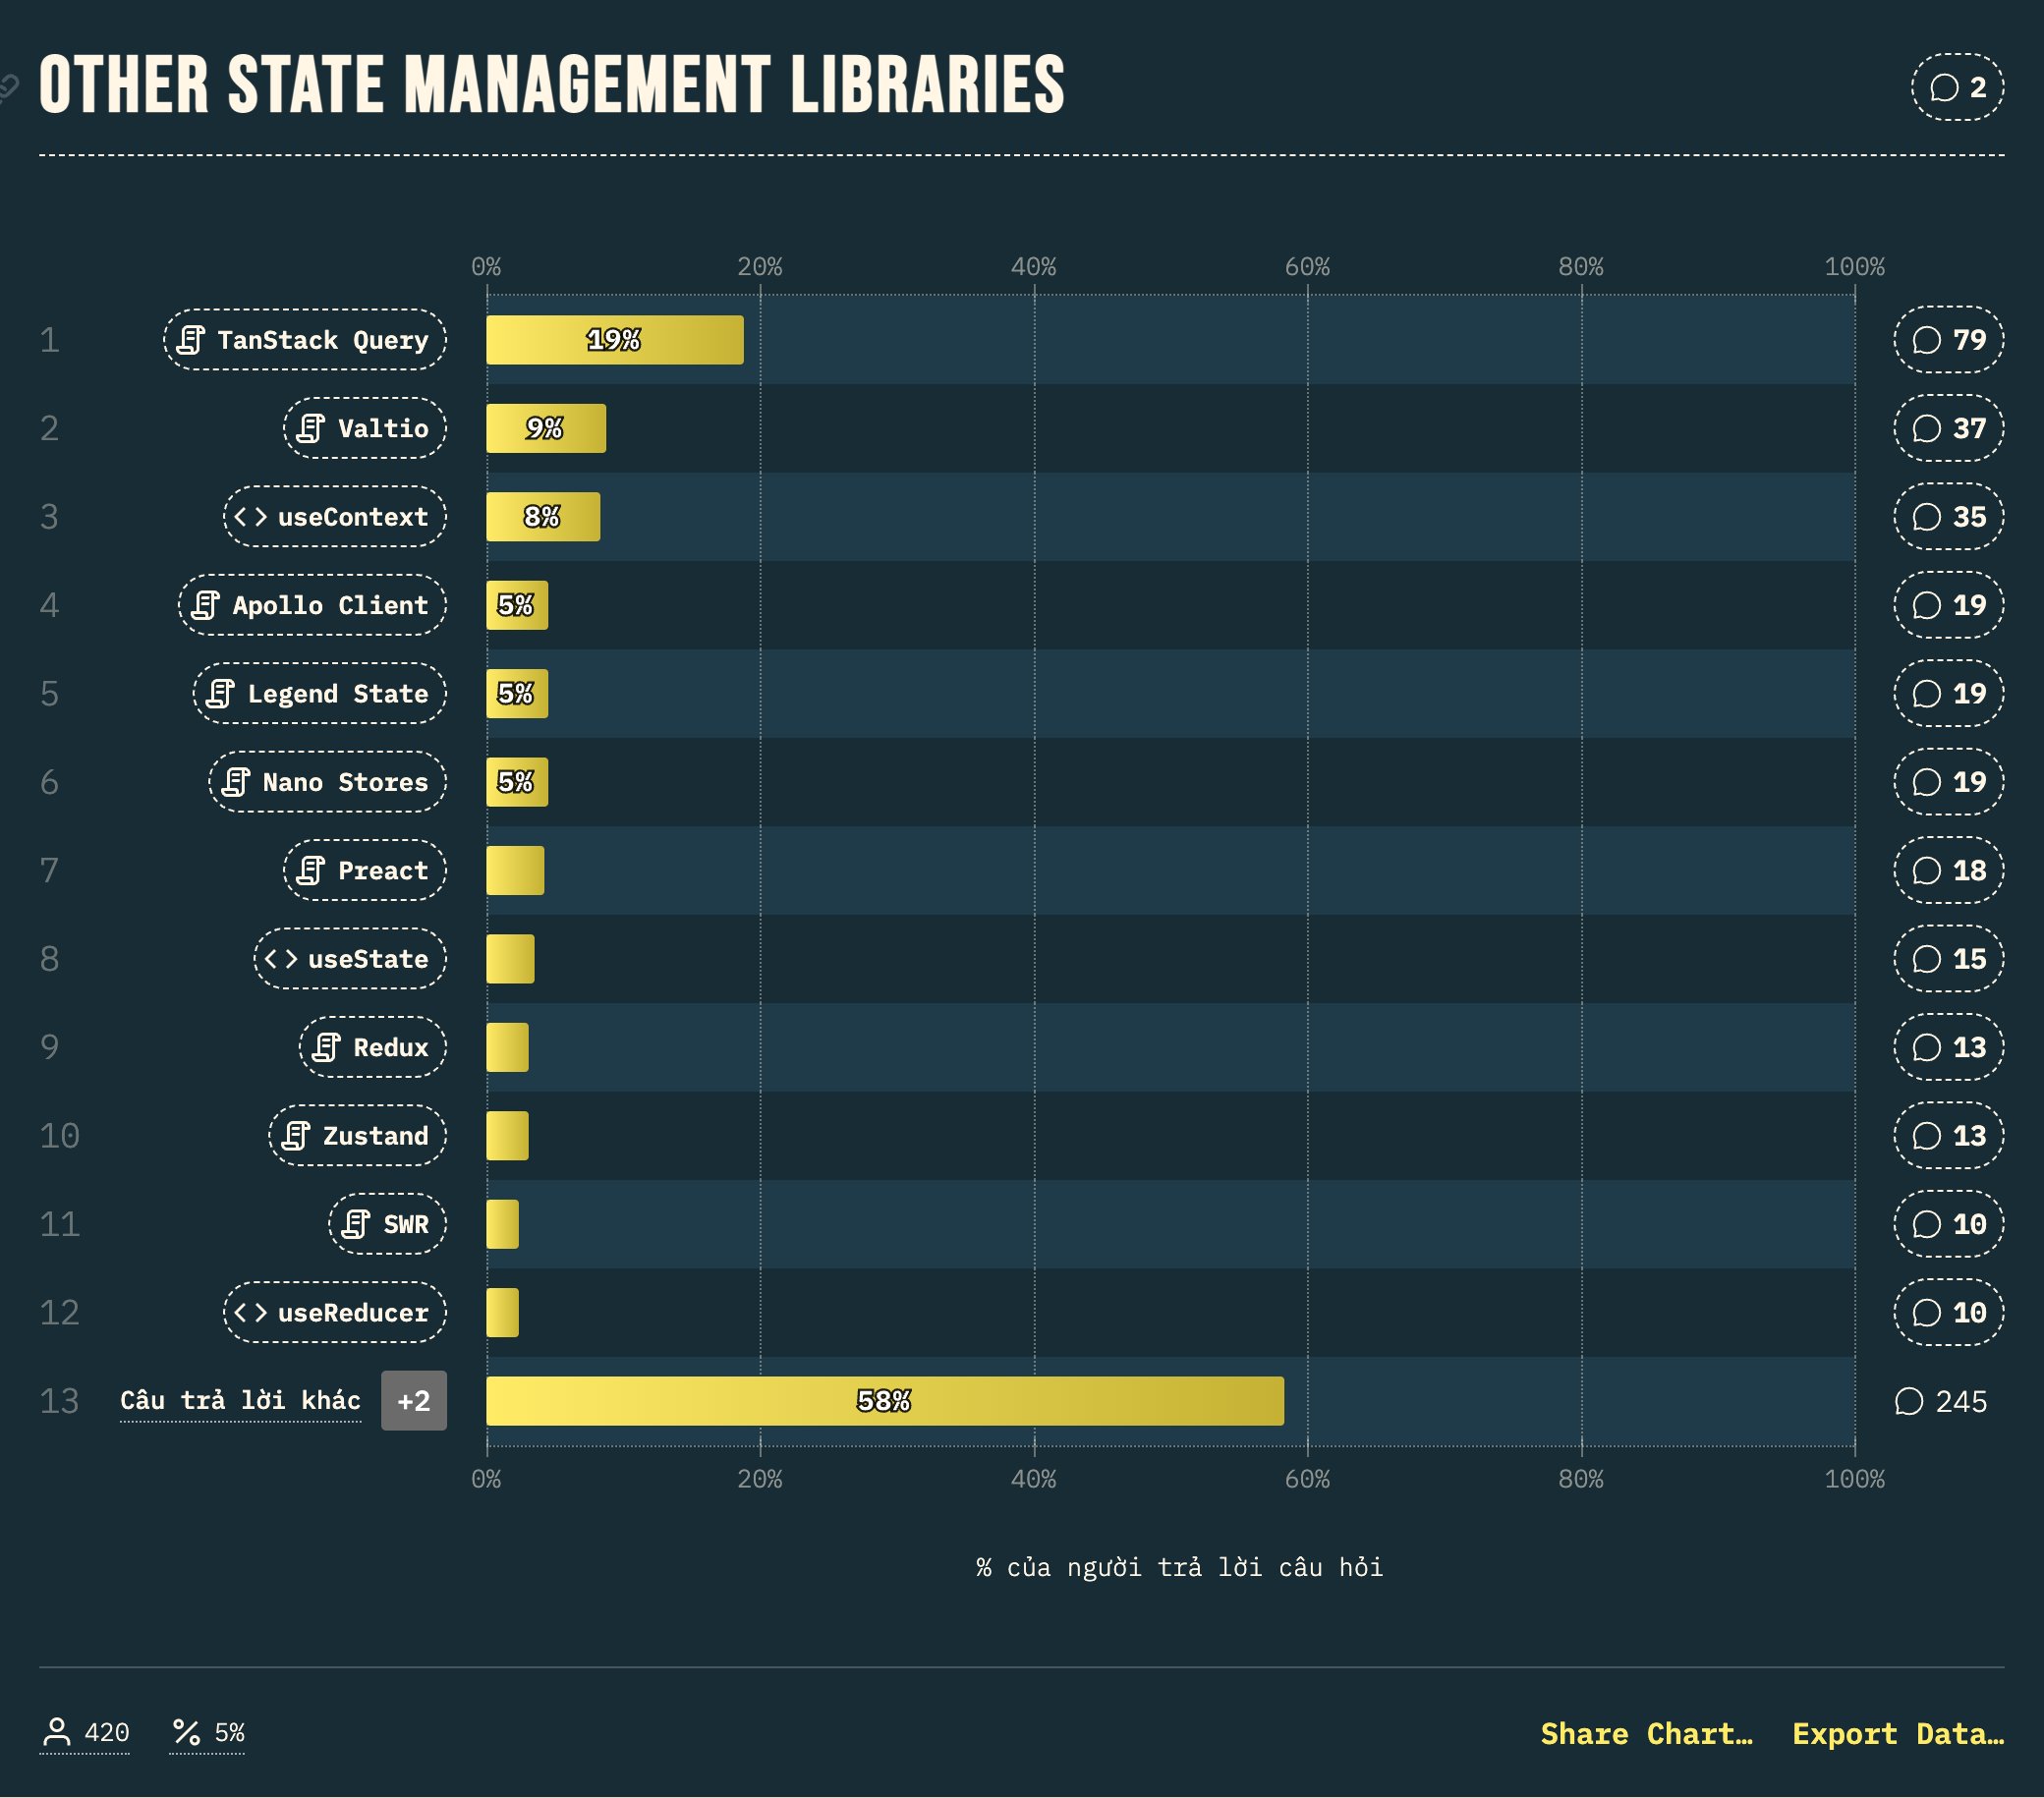 OTHER STATE MANAGEMENT LIBRARIES
2
0% 20% 40% 60% 80% 100%
1 TanStack Query 19% 79
2 Valtio 9% 37
3 useContext 8% 35
4 Apollo Client 5% 19
5 Legend State 5% 19
6 Nano Stores 5% 19
7 Preact 18
8 useState 15
9 Redux 13
10 Zustand 13
11 SWR 10
12 useReducer 10
13 Câu trả lời khác +2 58% 245
0% 20% 40% 60% 80% 100%
% của người trả lời câu hỏi
420 5% Share Chart… Export Data…